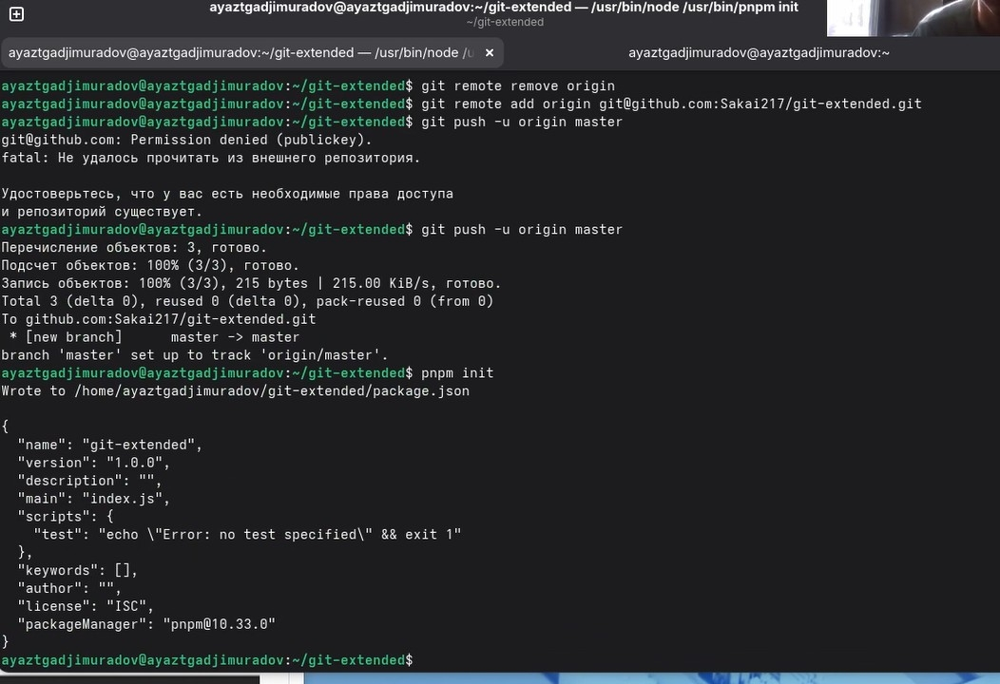 ayaztgadjimuradov@ayaztgadjimuradov:~/git-extended — /usr/bin/node /usr/bin/pnpm init
~/git-extended
ayaztgadjimuradov@ayaztgadjimuradov:~/git-extended — /usr/bin/node /u
ayaztgadjimuradov@ayaztgadjimuradov:~
ayaztgadjimuradov@ayaztgadjimuradov:~/git-extended$ git remote remove origin
ayaztgadjimuradov@ayaztgadjimuradov:~/git-extended$ git remote add origin git@github.com:Sakai217/git-extended.git
ayaztgadjimuradov@ayaztgadjimuradov:~/git-extended$ git push -u origin master
git@github.com: Permission denied (publickey).
fatal: Не удалось прочитать из внешнего репозитория.

Удостоверьтесь, что у вас есть необходимые права доступа
и репозиторий существует.
ayaztgadjimuradov@ayaztgadjimuradov:~/git-extended$ git push -u origin master
Перечисление объектов: 3, готово.
Подсчет объектов: 100% (3/3), готово.
Запись объектов: 100% (3/3), 215 bytes | 215.00 KiB/s, готово.
Total 3 (delta 0), reused 0 (delta 0), pack-reused 0 (from 0)
To github.com:Sakai217/git-extended.git
 * [new branch]      master -> master
branch 'master' set up to track 'origin/master'.
ayaztgadjimuradov@ayaztgadjimuradov:~/git-extended$ pnpm init
Wrote to /home/ayaztgadjimuradov/git-extended/package.json

{
  "name": "git-extended",
  "version": "1.0.0",
  "description": "",
  "main": "index.js",
  "scripts": {
    "test": "echo \"Error: no test specified\" && exit 1"
  },
  "keywords": [],
  "author": "",
  "license": "ISC",
  "packageManager": "pnpm@10.33.0"
}
ayaztgadjimuradov@ayaztgadjimuradov:~/git-extended$